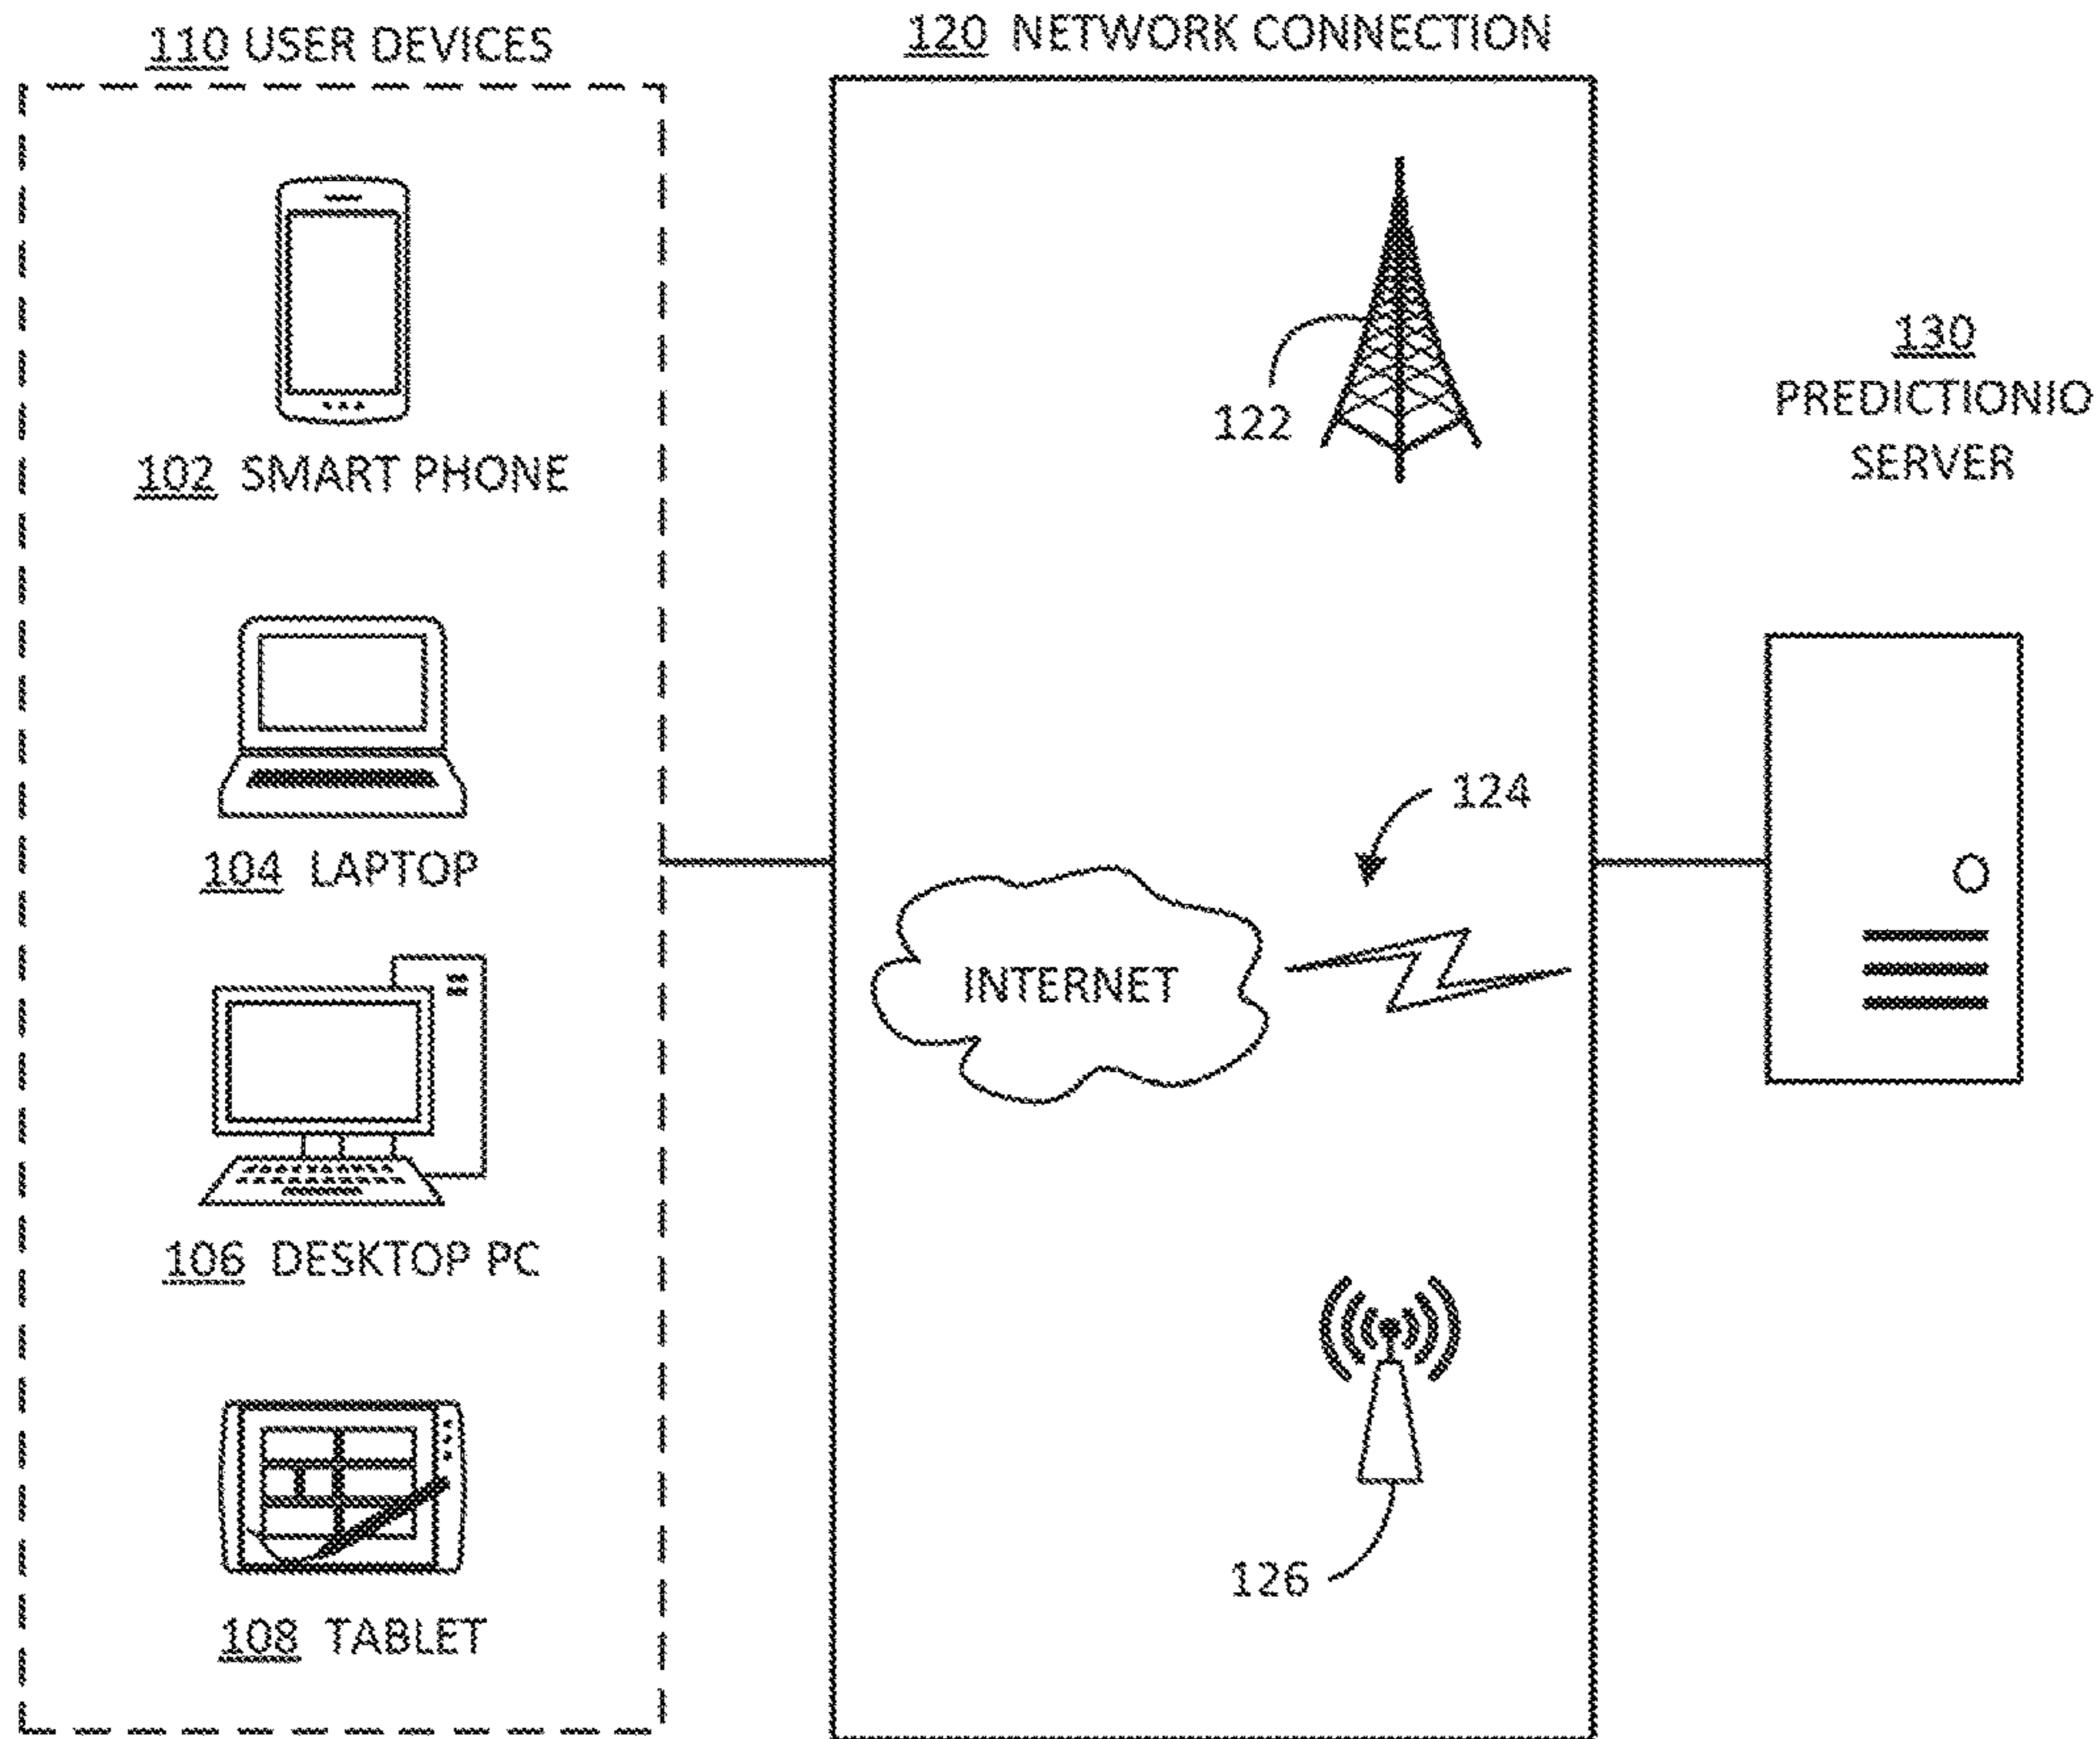 110 USER DEVICES
102 SMART PHONE
104 LAPTOP
106 DESKTOP PC
108 TABLET
120 NETWORK CONNECTION
122
124
INTERNET
126
130
PREDICTIONIO
SERVER